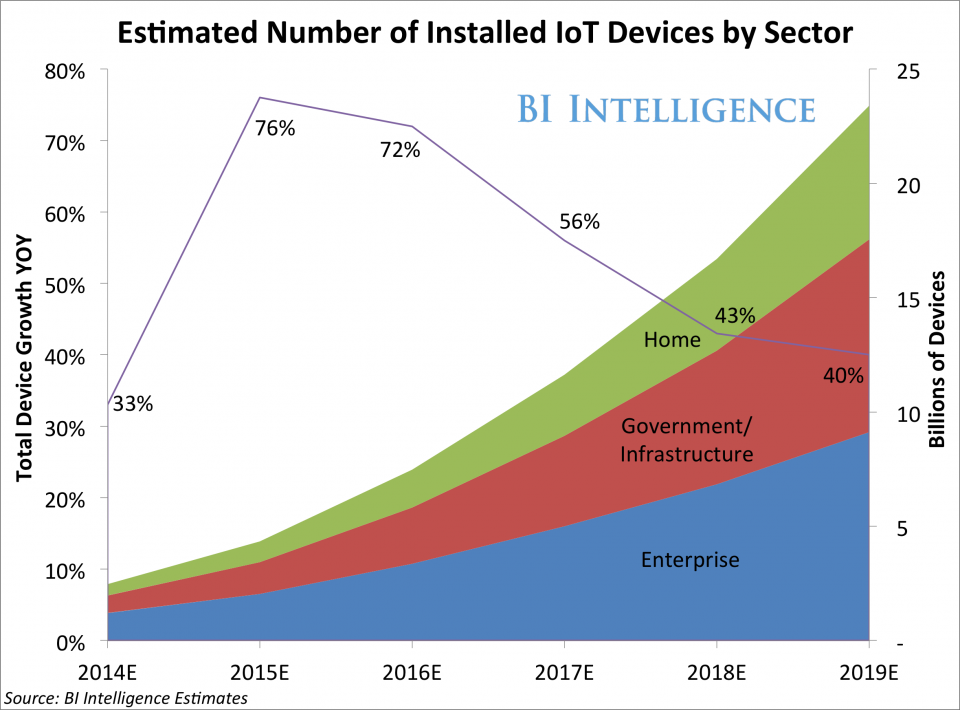 Estimated Number of Installed IoT Devices by Sector
BI INTELLIGENCE
Total Device Growth YOY
80%
70%
60%
50%
40%
30%
20%
10%
0%
33%
76%
72%
56%
43%
40%
Home
Government/
Infrastructure
Enterprise
25
20
15
10
5
-
Billions of Devices
2014E 2015E 2016E 2017E 2018E 2019E
Source: BI Intelligence Estimates